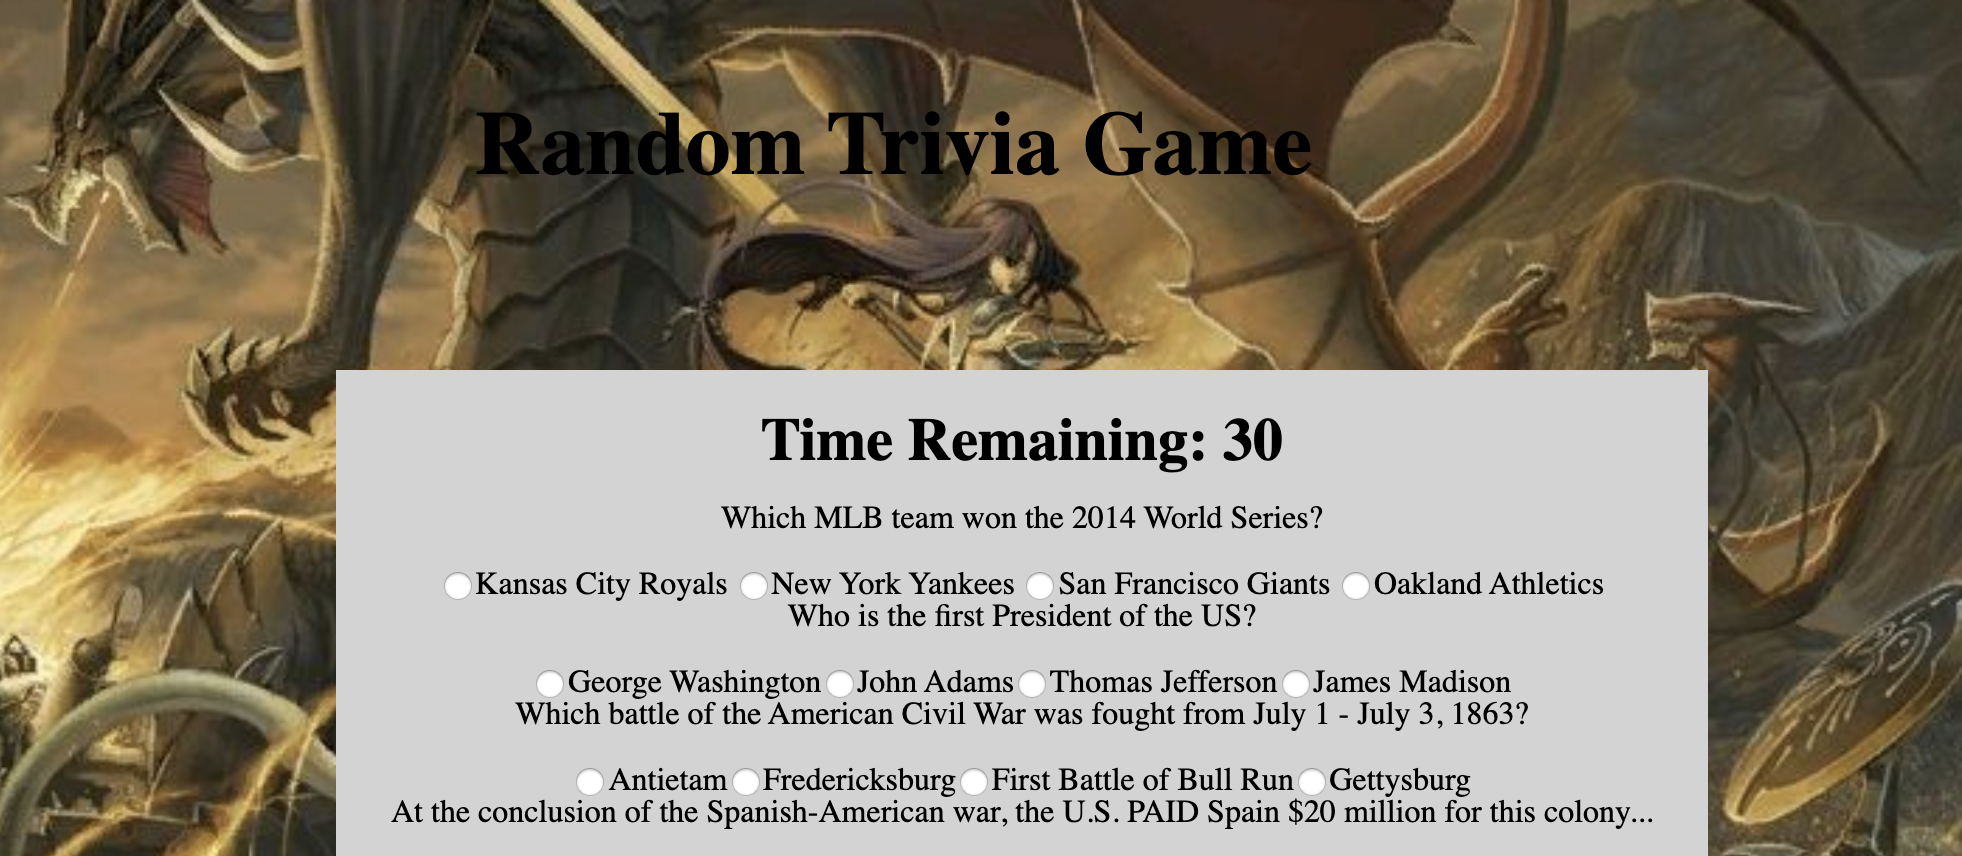 Random Trivia Game
Time Remaining: 30
Which MLB team won the 2014 World Series?
Kansas City Royals New York Yankees San Francisco Giants Oakland Athletics
Who is the first President of the US?
George Washington John Adams Thomas Jefferson James Madison
Which battle of the American Civil War was fought from July 1 - July 3, 1863?
Antietam Fredericksburg First Battle of Bull Run Gettysburg
At the conclusion of the Spanish-American war, the U.S. PAID Spain $20 million for this colony...